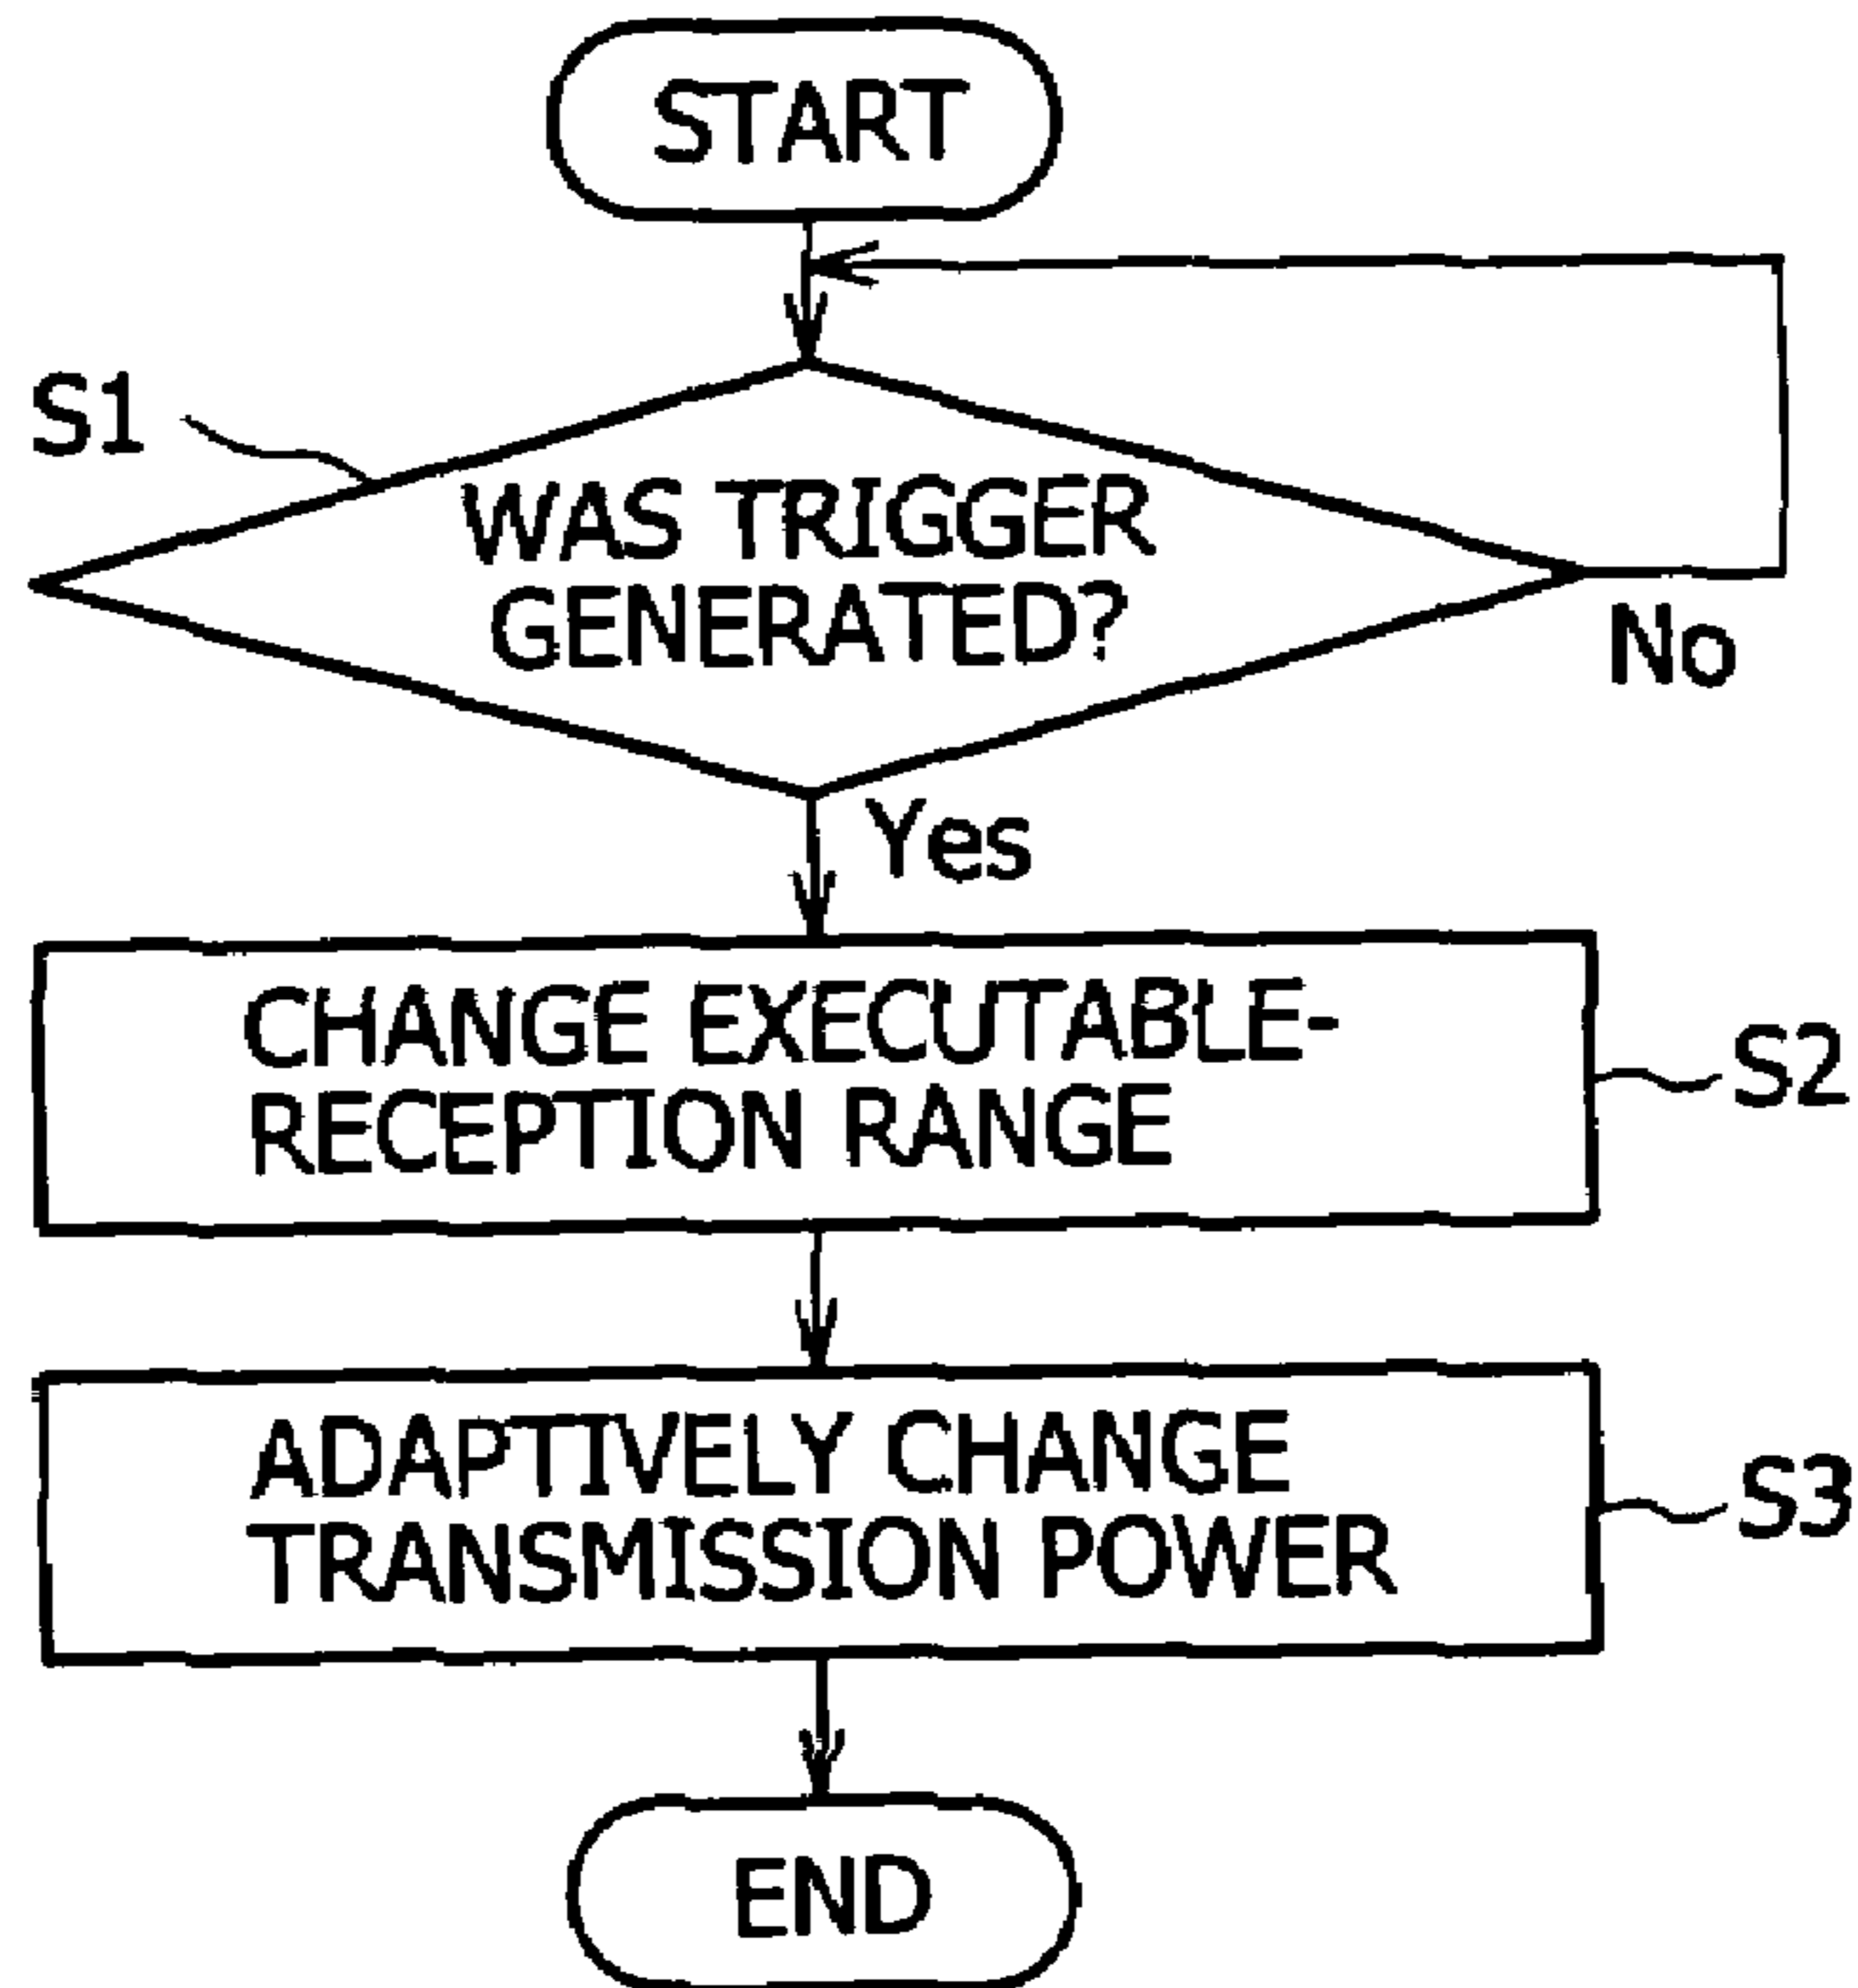 START
S1
WAS TRIGGER
GENERATED?
No
Yes
CHANGE EXECUTABLE-
RECEPTION RANGE
S2
ADAPTIVELY CHANGE
TRANSMISSION POWER
S3
END